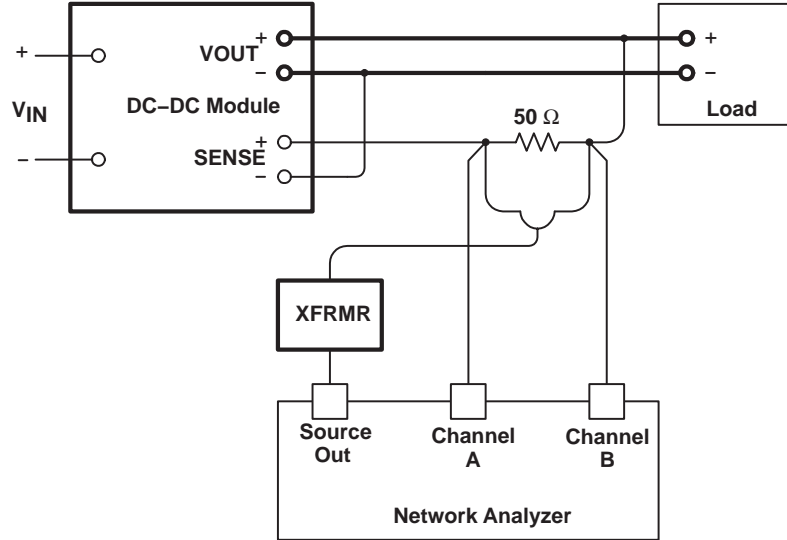 +
VIN
−
DC−DC Module
+
VOUT
−
+
SENSE
−
+
−
Load
50 Ω
XFRMR
Source
Out
Channel
A
Channel
B
Network Analyzer